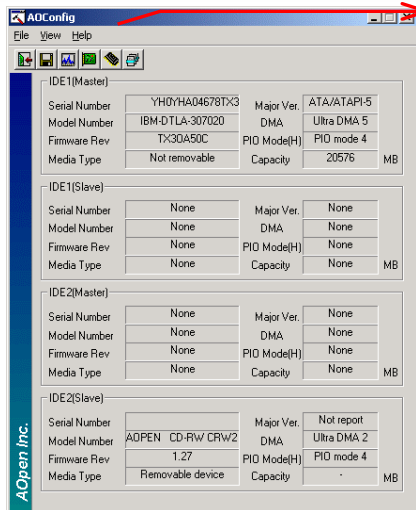 AOConfig
File View Help
IDE1(Master)
Serial Number YH0YHA04678TX3 Major Ver. ATA/ATAPI-5
Model Number IBM-DTLA-307020 DMA Ultra DMA 5
Firmware Rev TX3OA50C PIO Mode(H) PIO mode 4
Media Type Not removable Capacity 20576 MB
IDE1(Slave)
Serial Number None Major Ver. None
Model Number None DMA None
Firmware Rev None PIO Mode(H) None
Media Type None Capacity None MB
IDE2(Master)
Serial Number None Major Ver. None
Model Number None DMA None
Firmware Rev None PIO Mode(H) None
Media Type None Capacity None MB
IDE2(Slave)
Serial Number Major Ver. Not report
Model Number AOPEN CD-RW CRW2 DMA Ultra DMA 2
Firmware Rev 1.27 PIO Mode(H) PIO mode 4
Media Type Removable device Capacity - MB
AOpen Inc.